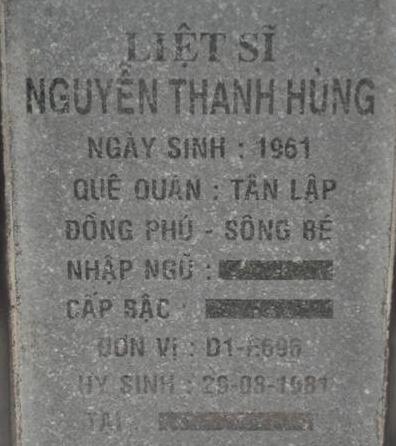 LIỆT SĨ
NGUYỄN THANH HÙNG
NGÀY SINH : 1961
QUÊ QUÁN : TÂN LẬP
ĐỒNG PHÚ - SÔNG BÉ
NHẬP NGŨ :
CẤP BẬC :
ĐƠN VỊ : D1-E696
HY SINH : 26-08-1981
TẠI :